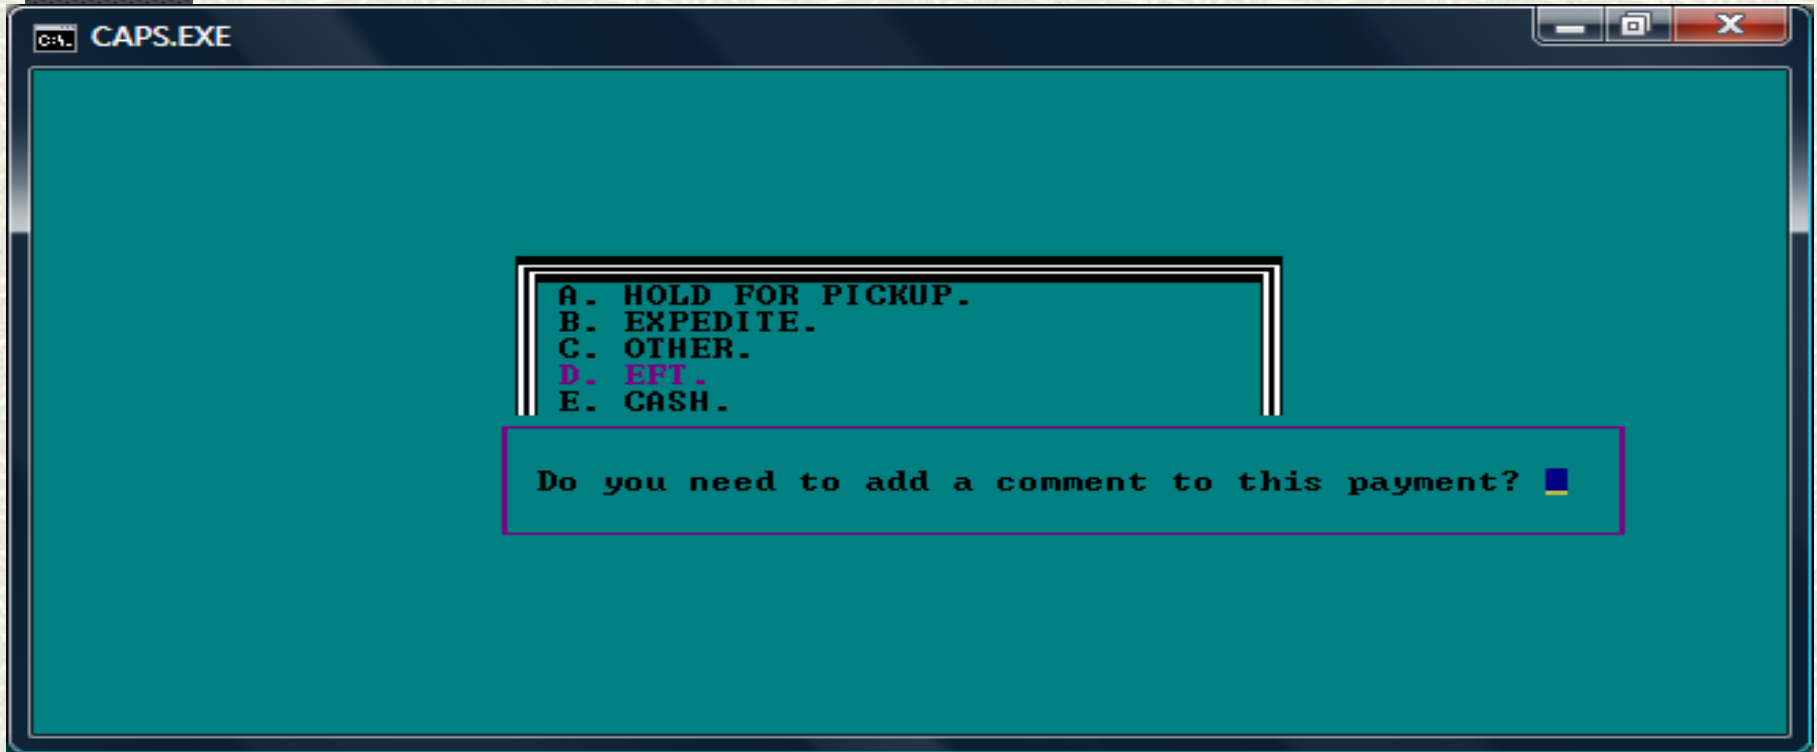 C:\. CAPS.EXE
A. HOLD FOR PICKUP.
B. EXPEDITE.
C. OTHER.
D. EFT.
E. CASH.
Do you need to add a comment to this payment?